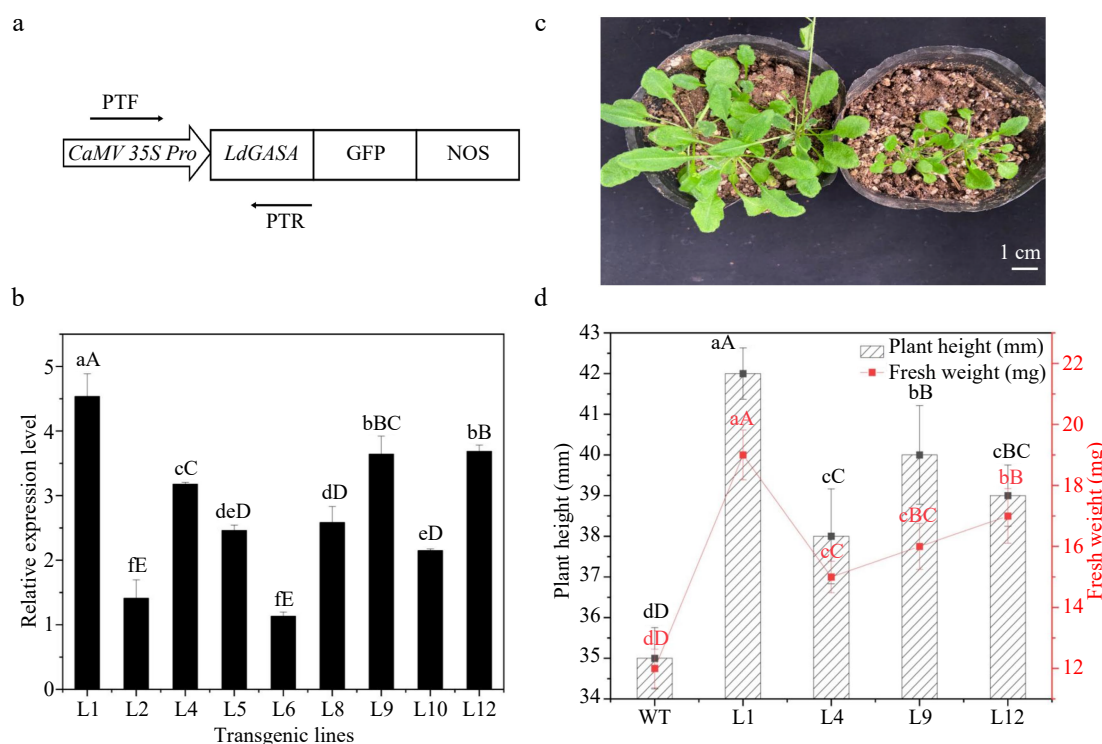 a
PTF
CaMV 35S Pro LdGASA GFP NOS
PTR
c
1 cm
b
Relative expression level
5
4
3
2
1
0
aA
fE
cC
deD
fE
dD
bBC
eD
bB
L1 L2 L4 L5 L6 L8 L9 L10 L12
Transgenic lines
d
Plant height (mm)
43
42
41
40
39
38
37
36
35
34
Plant height (mm)
Fresh weight (mg)
dD
aA
cC
bB
cBC
dD
aA
cC
cBC
bB
22
20
18
16
14
12
Fresh weight (mg)
WT L1 L4 L9 L12